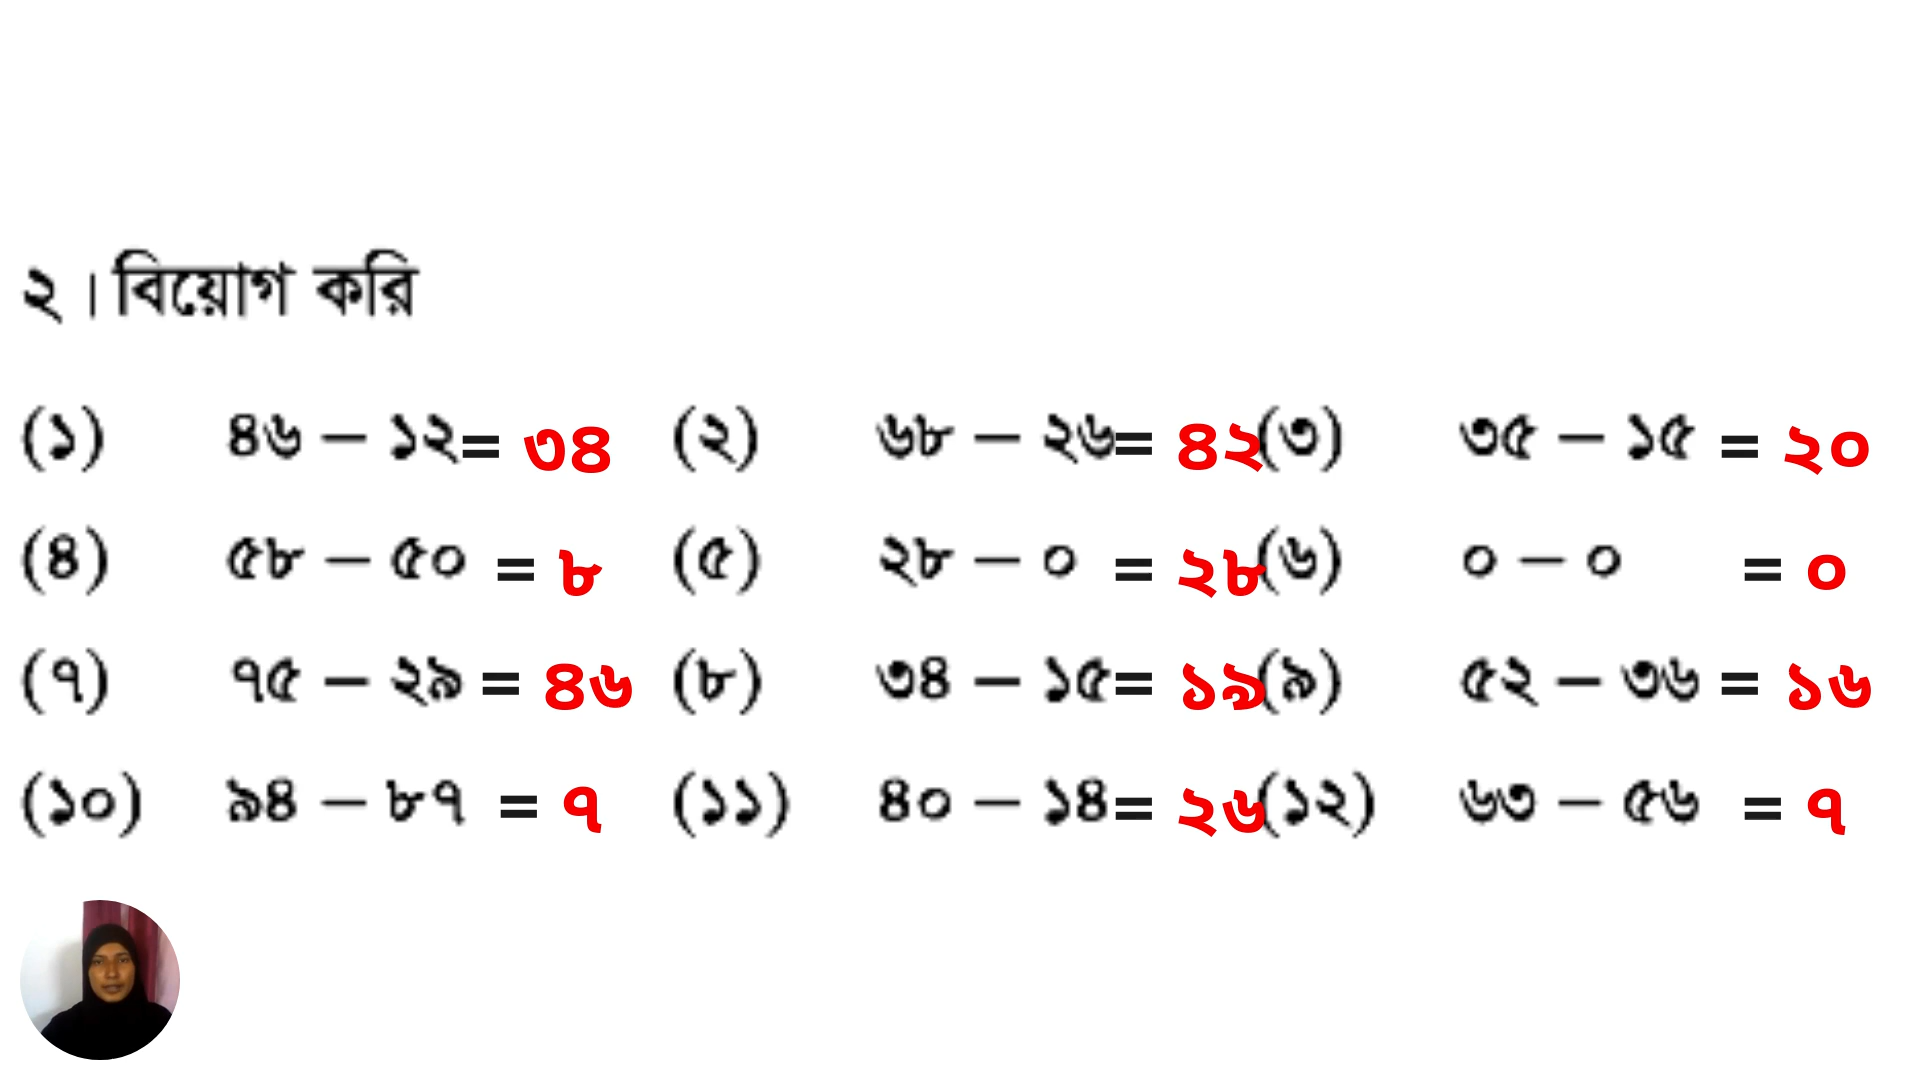 ২। বিয়োগ করি
(১) ৪৬ – ১২ = ৩৪ (২) ৬৮ – ২৬ = ৪২ (৩) ৩৫ – ১৫ = ২০
(৪) ৫৮ – ৫০ = ৮ (৫) ২৮ – ০ = ২৮ (৬) ০ – ০ = ০
(৭) ৭৫ – ২৯ = ৪৬ (৮) ৩৪ – ১৫ = ১৯ (৯) ৫২ – ৩৬ = ১৬
(১০) ৯৪ – ৮৭ = ৭ (১১) ৪০ – ১৪ = ২৬ (১২) ৬৩ – ৫৬ = ৭